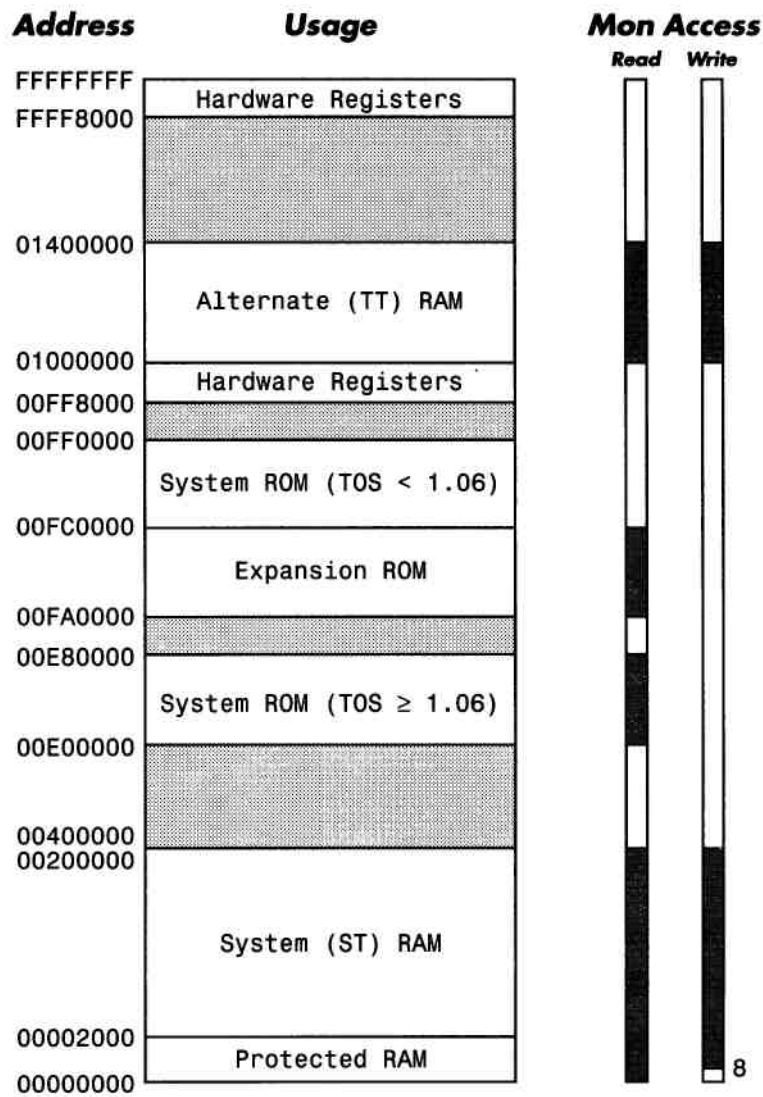 Address Usage Mon Access
Read Write
FFFFFFFF
Hardware Registers
FFFF8000
01400000
Alternate (TT) RAM
01000000
Hardware Registers
00FF8000
00FF0000
System ROM (TOS < 1.06)
00FC0000
Expansion ROM
00FA0000
00E80000
System ROM (TOS ≥ 1.06)
00E00000
00400000
00200000
System (ST) RAM
00002000
Protected RAM
8
00000000